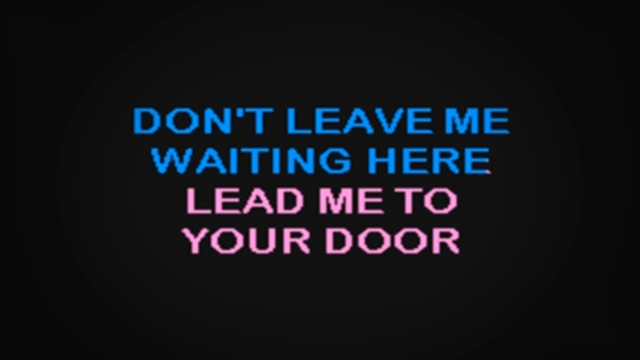 DON'T LEAVE ME
WAITING HERE
LEAD ME TO
YOUR DOOR